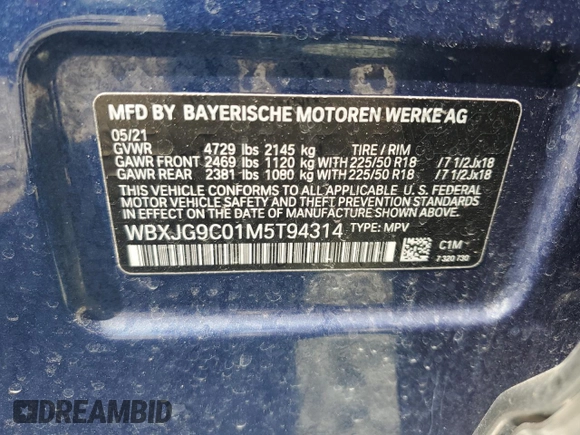 MFD BY BAYERISCHE MOTOREN WERKE AG
05/21
GVWR 4729 lbs 2145 kg TIRE / RIM
GAWR FRONT 2469 lbs 1120 kg WITH 225/50 R18 /7 1/2Jx18
GAWR REAR 2381 lbs 1080 kg WITH 225/50 R18 /7 1/2Jx18
THIS VEHICLE CONFORMS TO ALL APPLICABLE U. S. FEDERAL
MOTOR VEHICLE SAFETY AND THEFT PREVENTION STANDARDS
IN EFFECT ON THE DATE OF MANUFACTURE SHOWN ABOVE.
WBXJG9C01M5T94314 TYPE: MPV
C1M
7 320 730
DREAMBID